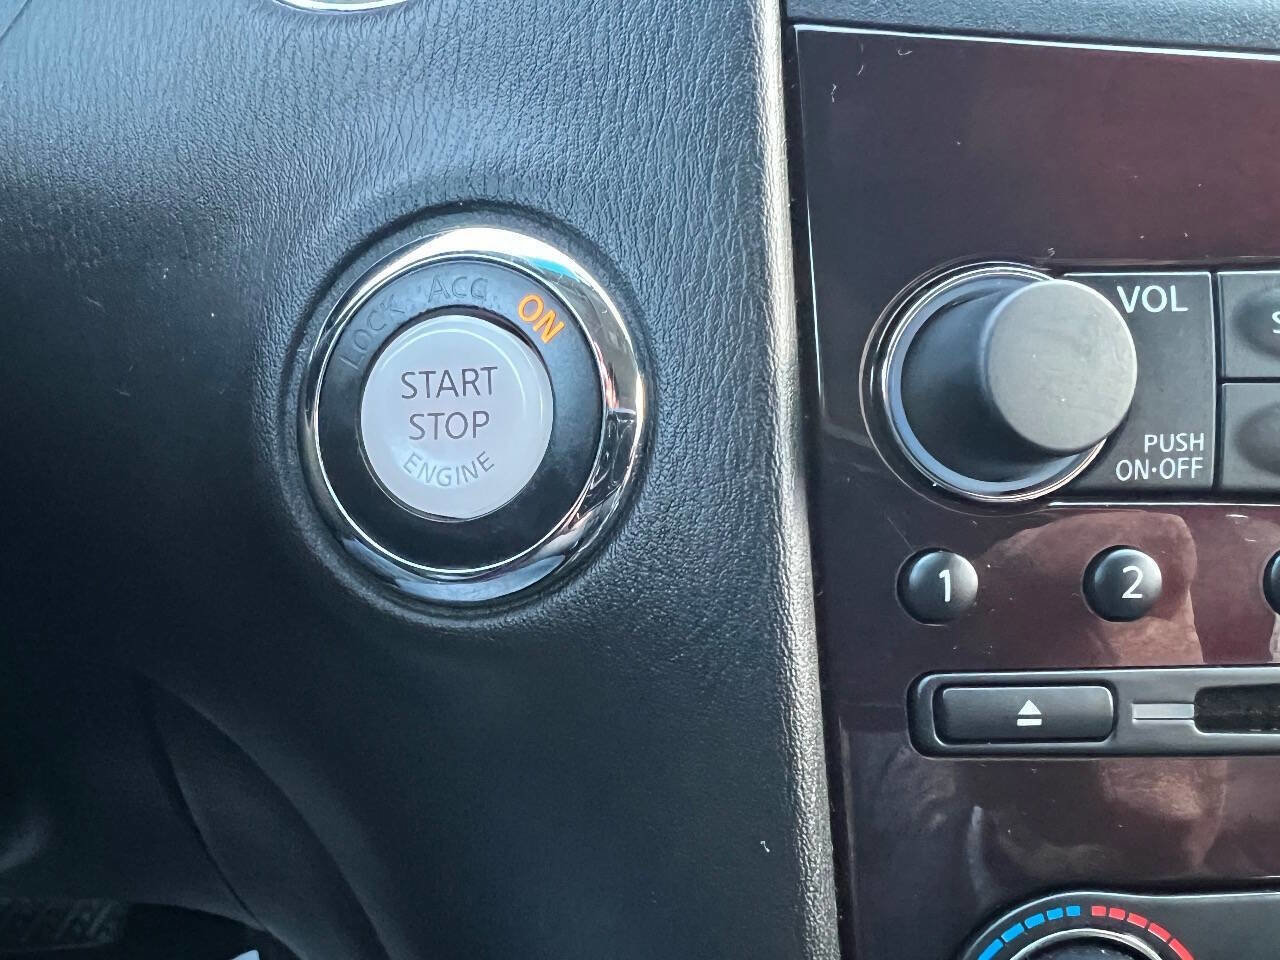 LOCK
ACC
ON
START
STOP
ENGINE
VOL
PUSH
ON·OFF
1
2